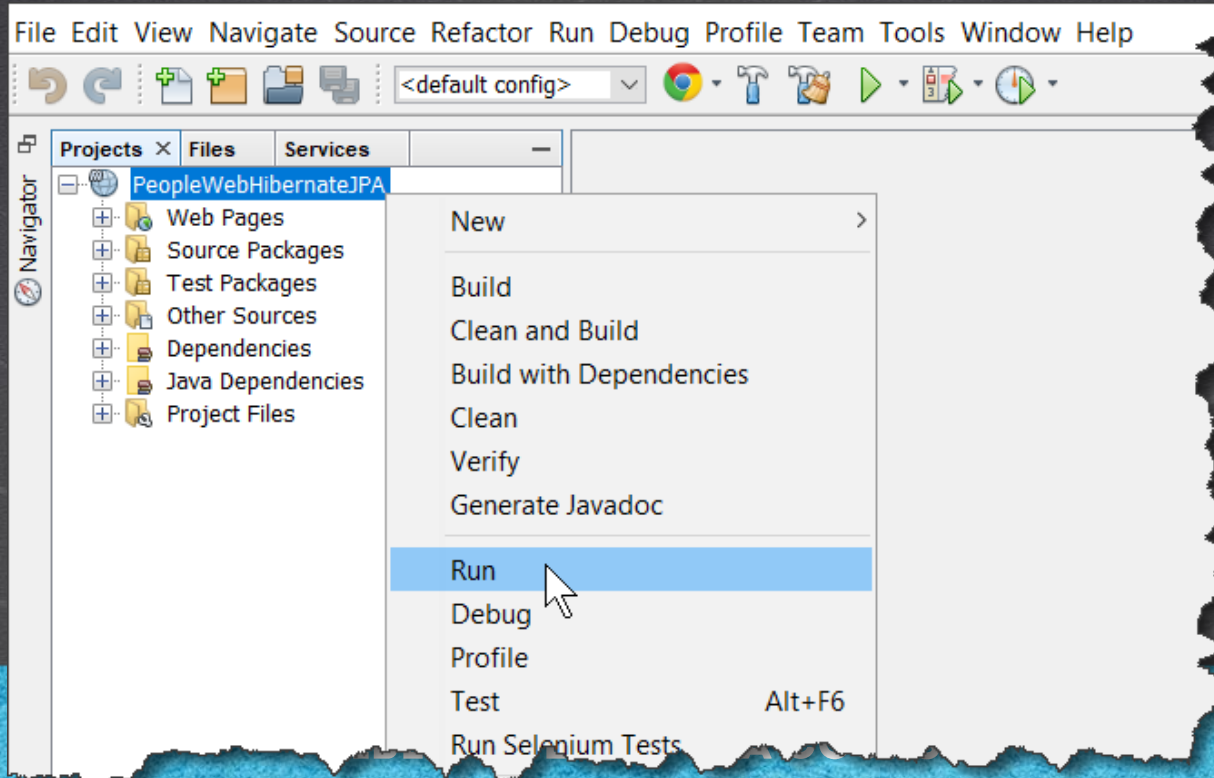 File Edit View Navigate Source Refactor Run Debug Profile Team Tools Window Help
<default config>
Projects Files Services
Navigator
PeopleWebHibernateJPA
Web Pages
Source Packages
Test Packages
Other Sources
Dependencies
Java Dependencies
Project Files
New
Build
Clean and Build
Build with Dependencies
Clean
Verify
Generate Javadoc
Run
Debug
Profile
Test Alt+F6
Run Selenium Tests